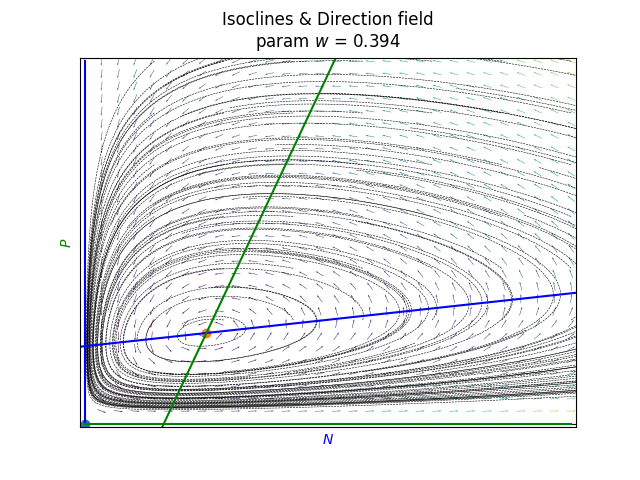 Isoclines & Direction field
param w = 0.394
P
N